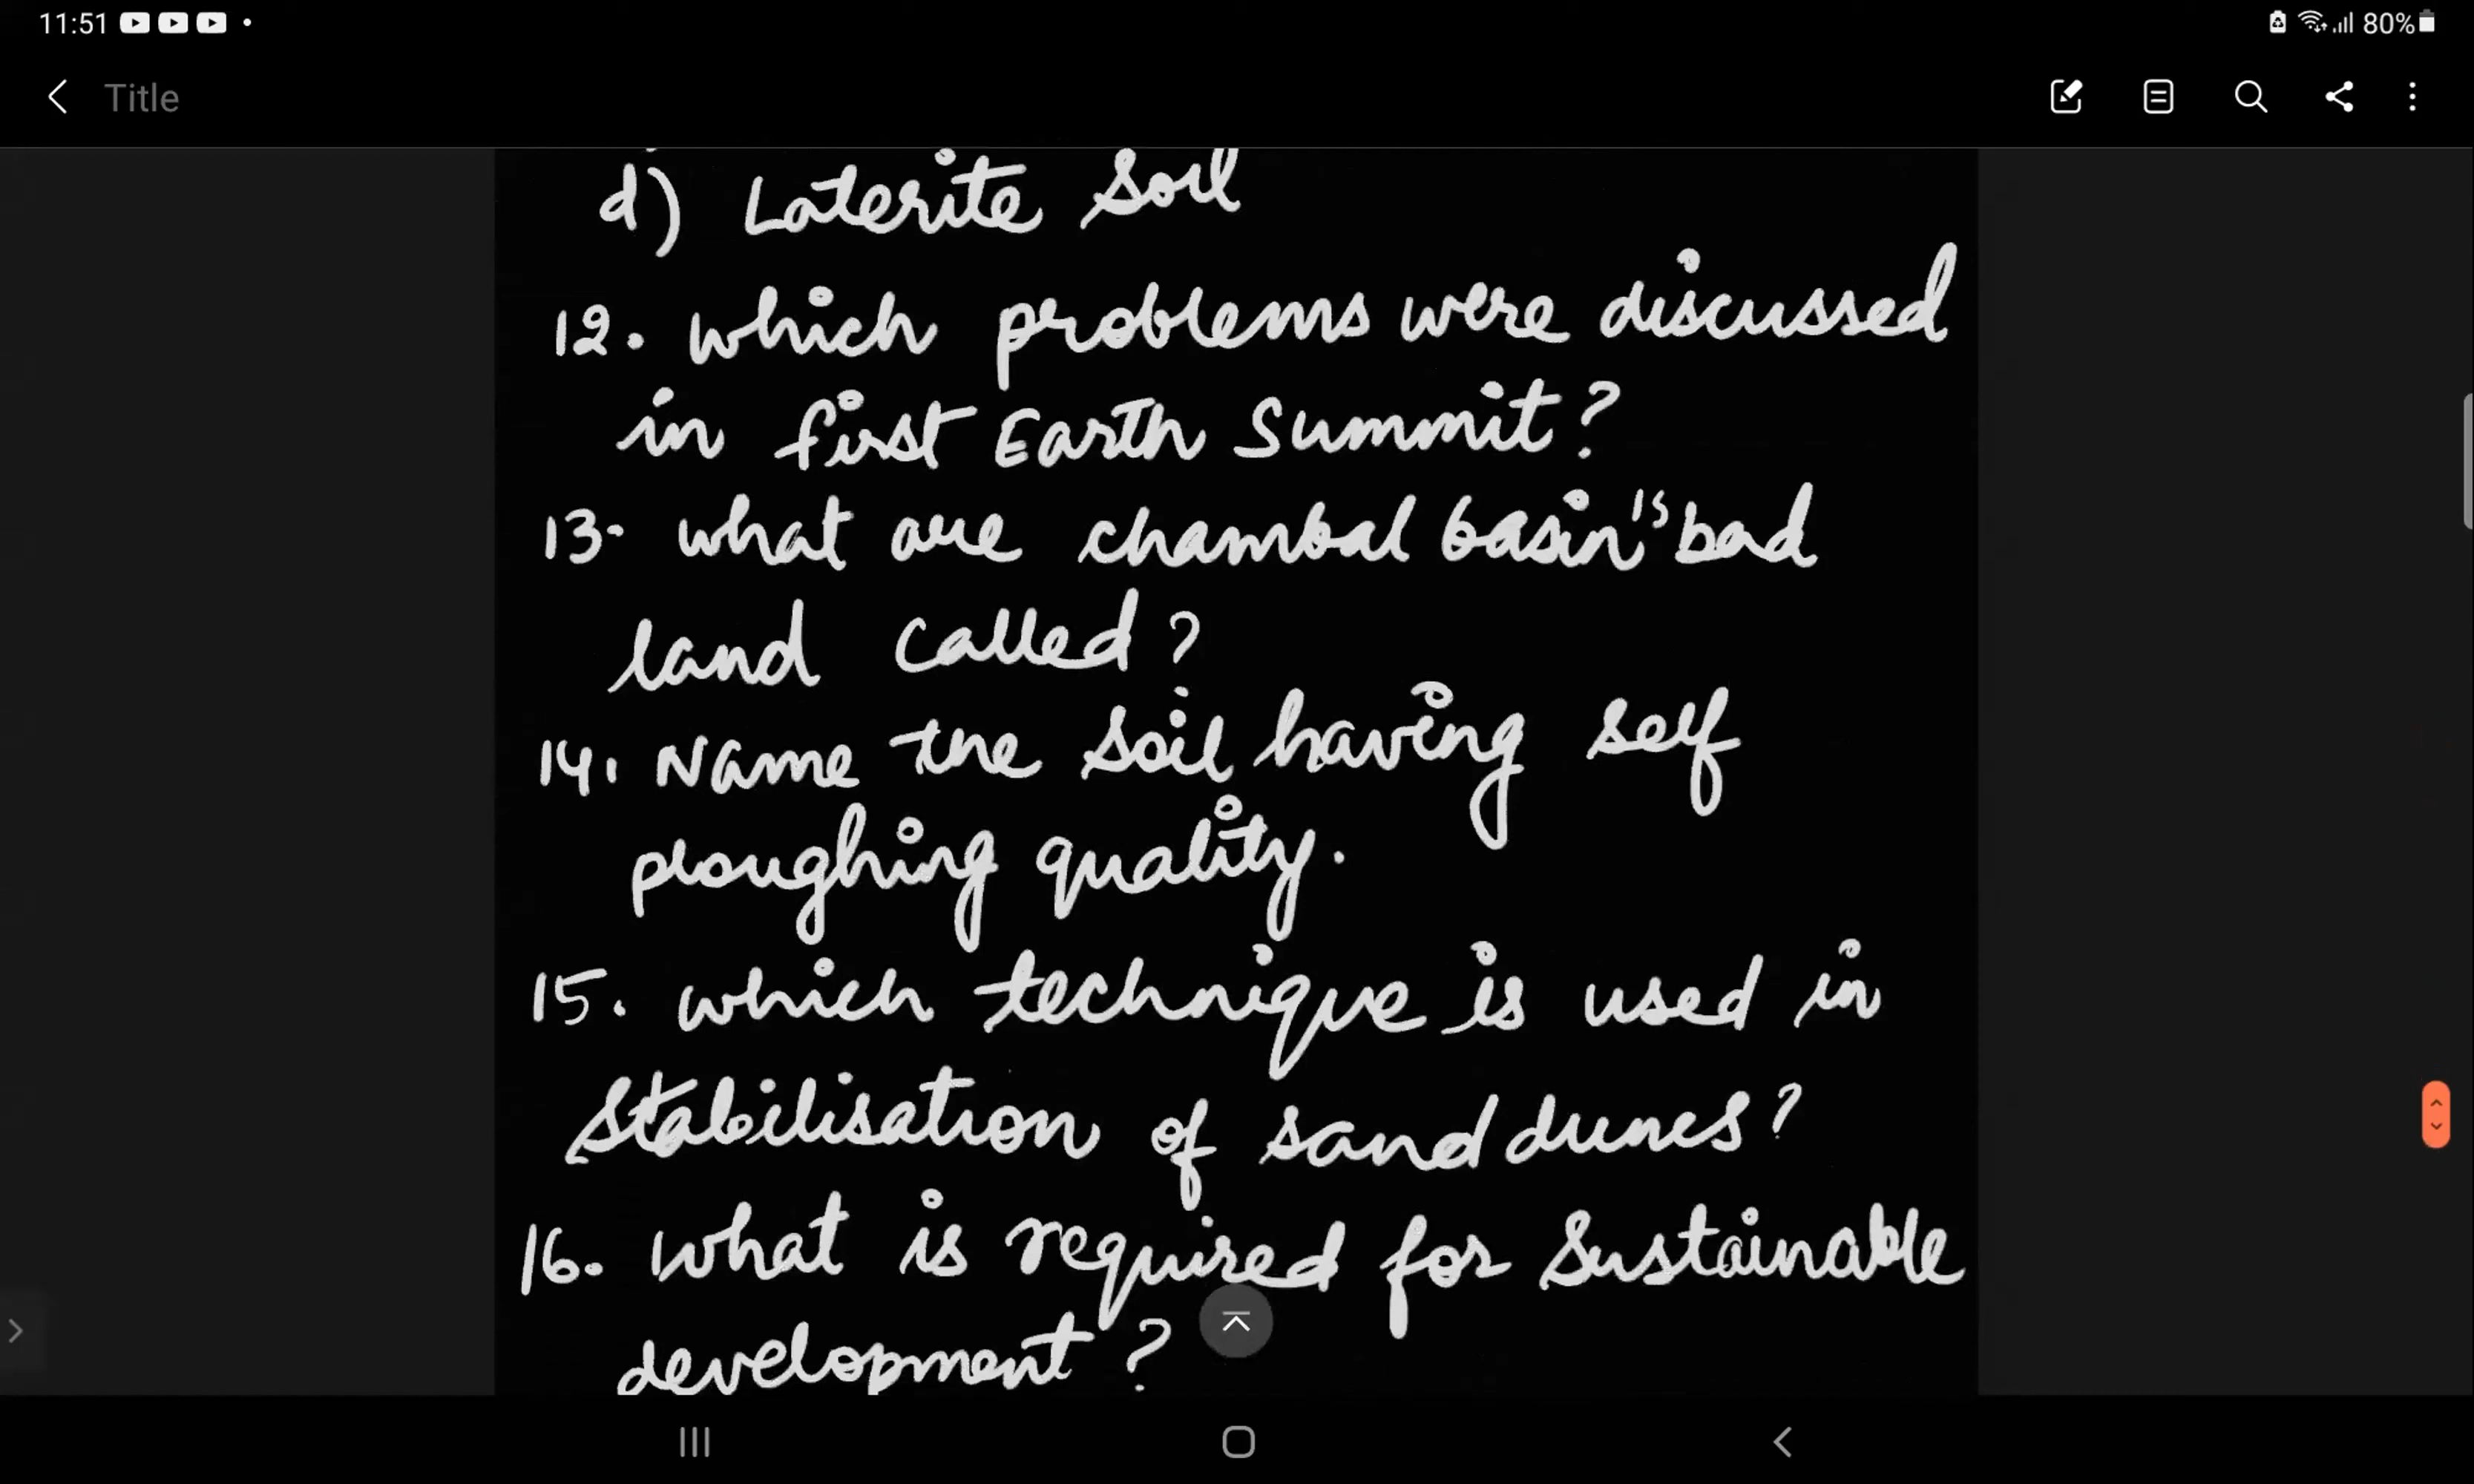 11:51
80%
Title
d) Laterite Soil
12. which problems were discussed
in first Earth Summit?
13. what are chambal basin's bad
land called?
14. Name the soil having self
ploughing quality.
15. which technique is used in
stabilisation of sand dunes?
16. What is required for Sustainable
development?